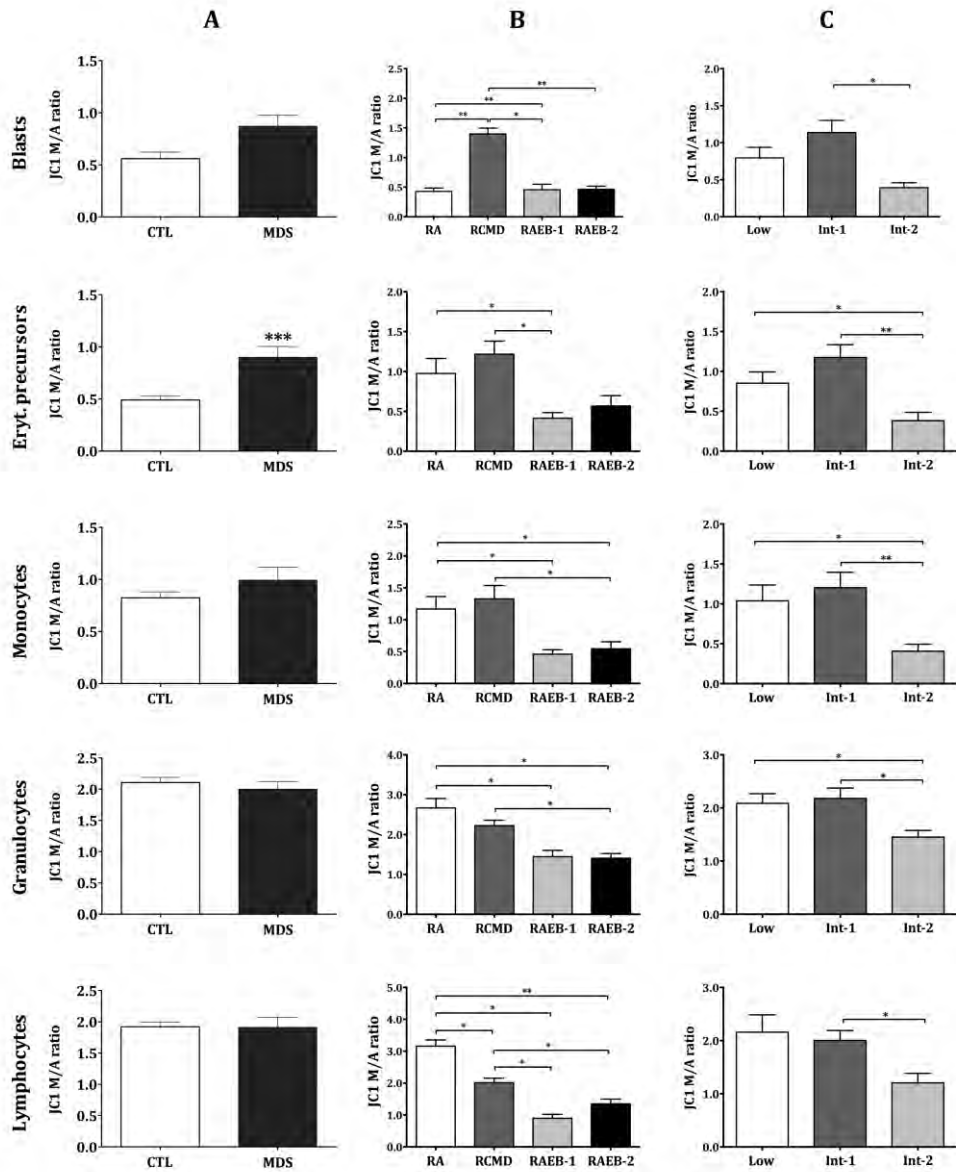 A B C
Blasts
JC1 M/A ratio
1.5
1.0
0.5
0.0
CTL MDS
JC1 M/A ratio
2.5
2.0
1.5
1.0
0.5
0.0
**
**
** *
RA RCMD RAEB-1 RAEB-2
JC1 M/A ratio
2.0
1.5
1.0
0.5
0.0
*
Low Int-1 Int-2
Eryt. precursors
JC1 M/A ratio
1.5
1.0
0.5
0.0
***
CTL MDS
JC1 M/A ratio
2.0
1.5
1.0
0.5
0.0
*
*
RA RCMD RAEB-1 RAEB-2
JC1 M/A ratio
2.0
1.5
1.0
0.5
0.0
*
**
Low Int-1 Int-2
Monocytes
JC1 M/A ratio
1.5
1.0
0.5
0.0
CTL MDS
JC1 M/A ratio
2.5
2.0
1.5
1.0
0.5
0.0
*
*
*
RA RCMD RAEB-1 RAEB-2
JC1 M/A ratio
2.0
1.5
1.0
0.5
0.0
*
**
Low Int-1 Int-2
Granulocytes
JC1 M/A ratio
2.5
2.0
1.5
1.0
0.5
0.0
CTL MDS
JC1 M/A ratio
4.0
3.0
2.0
1.0
0.0
*
*
*
RA RCMD RAEB-1 RAEB-2
JC1 M/A ratio
3.0
2.0
1.0
0.0
*
*
Low Int-1 Int-2
Lymphocytes
JC1 M/A ratio
2.5
2.0
1.5
1.0
0.5
0.0
CTL MDS
JC1 M/A ratio
5.0
4.0
3.0
2.0
1.0
0.0
**
*
*
*
*
RA RCMD RAEB-1 RAEB-2
JC1 M/A ratio
3.0
2.0
1.0
0.0
*
Low Int-1 Int-2